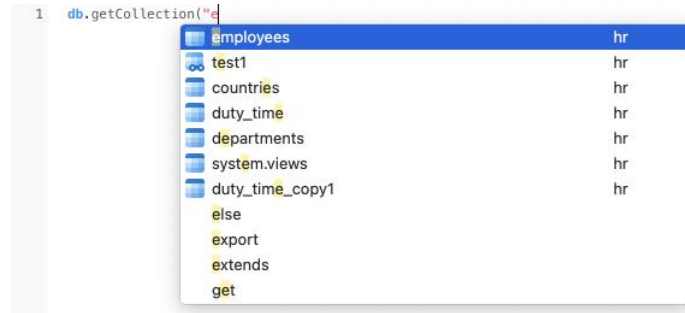 1 db.getCollection("e
employees hr
test1 hr
countries hr
duty_time hr
departments hr
system.views hr
duty_time_copy1 hr
else
export
extends
get